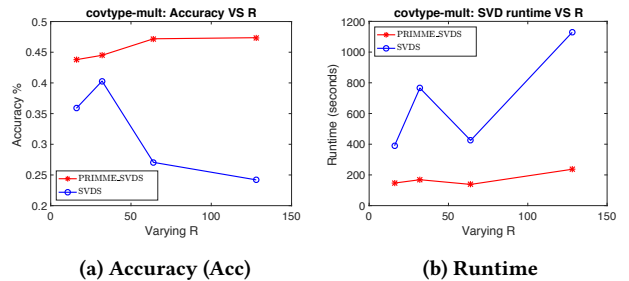 covtype-mult: Accuracy VS R
0.5
0.45
0.4
0.35
0.3
0.25
0.2
Accuracy %
PRIMME_SVDS
SVDS
0
50
100
150
Varying R
(a) Accuracy (Acc)
covtype-mult: SVD runtime VS R
1200
1000
800
600
400
200
0
Runtime (seconds)
PRIMME_SVDS
SVDS
0
50
100
150
Varying R
(b) Runtime